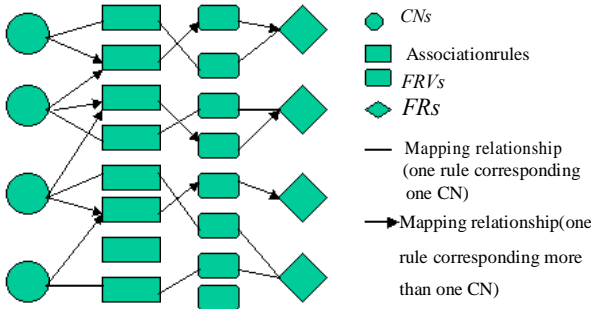 CNs
Associationrules
FRVs
FRs
Mapping relationship
(one rule corresponding
one CN)
Mapping relationship(one
rule corresponding more
than one CN)